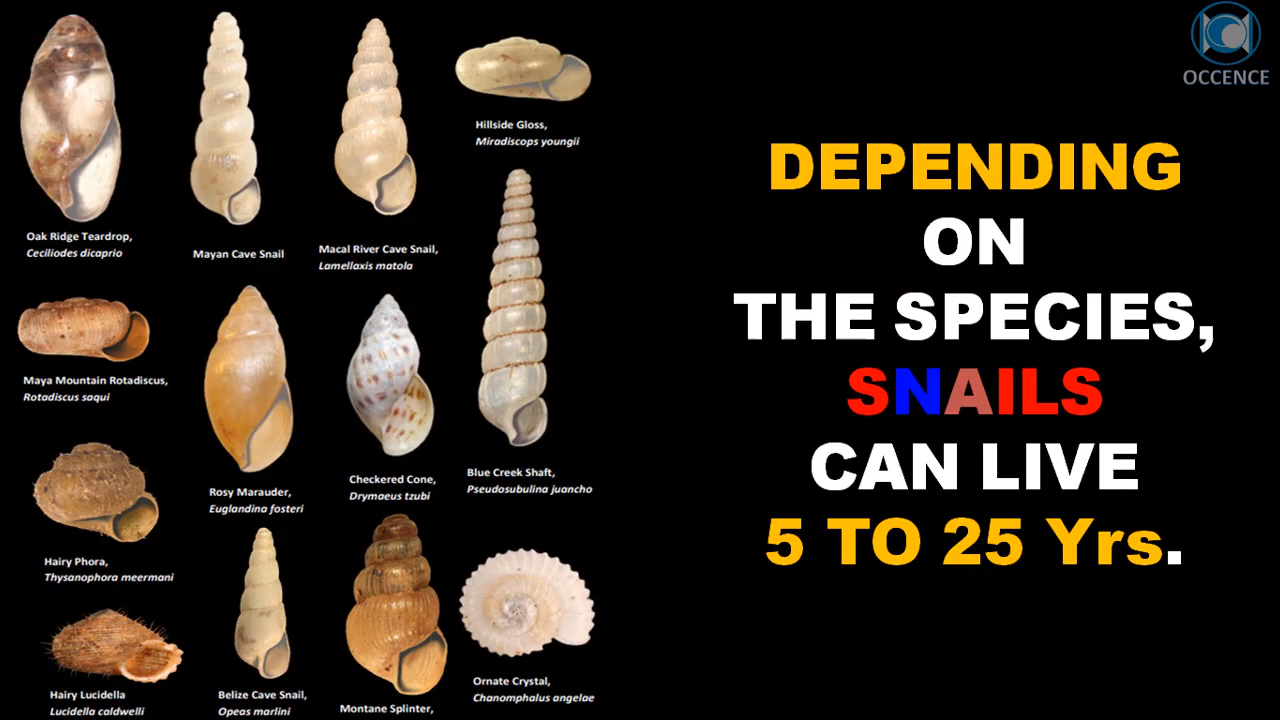 OCCENCE
Oak Ridge Teardrop,
Ceciliodes dicaprio
Mayan Cave Snail
Macal River Cave Snail,
Lamellaxis matola
Hillside Gloss,
Miradiscops youngii
Maya Mountain Rotadiscus,
Rotadiscus saqui
Rosy Marauder,
Euglandina fosteri
Checkered Cone,
Drymaeus tzubi
Blue Creek Shaft,
Pseudosubulina juancho
Hairy Phora,
Thysanophora meermani
Hairy Lucidella
Lucidella caldwelli
Belize Cave Snail,
Opeas marlini
Montane Splinter,
Ornate Crystal,
Chanomphalus angelae
DEPENDING
ON
THE SPECIES,
SNAILS
CAN LIVE
5 TO 25 Yrs.